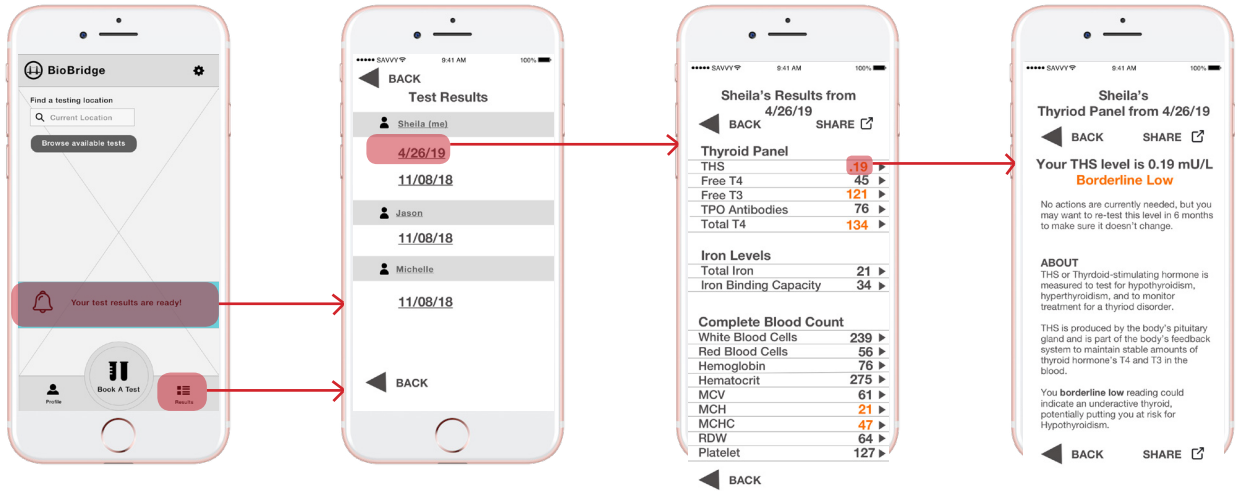 BioBridge
Find a testing location
Current Location
Browse available tests
Your test results are ready!
Book A Test
Profile
Results
SAVVY 9:41 AM 100%
BACK
Test Results
Sheila (me)
4/26/19
11/08/18
Jason
11/08/18
Michelle
11/08/18
BACK
SAVVY 9:41 AM 100%
Sheila's Results from
4/26/19
BACK SHARE
Thyroid Panel
THS .19
Free T4 45
Free T3 121
TPO Antibodies 76
Total T4 134
Iron Levels
Total Iron 21
Iron Binding Capacity 34
Complete Blood Count
White Blood Cells 239
Red Blood Cells 56
Hemoglobin 76
Hematocrit 275
MCV 61
MCH 21
MCHC 47
RDW 64
Platelet 127
BACK
SAVVY 9:41 AM 100%
Sheila's
Thyriod Panel from 4/26/19
BACK SHARE
Your THS level is 0.19 mU/L
Borderline Low
No actions are currently needed, but you
may want to re-test this level in 6 months
to make sure it doesn't change.
ABOUT
THS or Thyrdoid-stimulating hormone is
measured to test for hypothyroidism,
hyperthyroidism, and to monitor
treatment for a thyriod disorder.
THS is produced by the body's pituitary
gland and is part of the body's feedback
system to maintain stable amounts of
thyroid hormone's T4 and T3 in the
blood.
You borderline low reading could
indicate an underactive thyroid,
potentially putting you at risk for
Hypothyroidism.
BACK SHARE